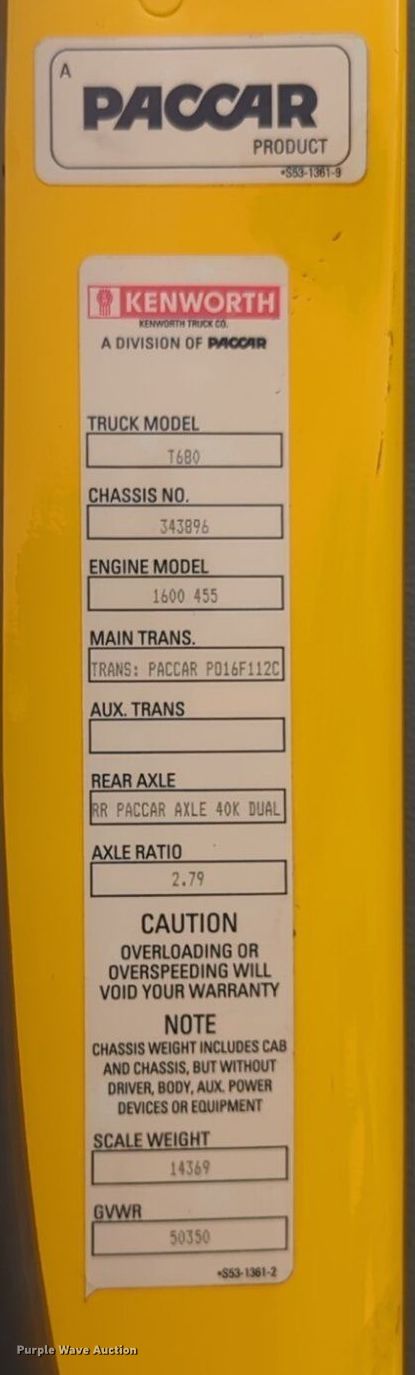 A
PACCAR
PRODUCT
*S53-1361-9
KENWORTH
KENWORTH TRUCK CO.
A DIVISION OF PACCAR
TRUCK MODEL
T680
CHASSIS NO.
343896
ENGINE MODEL
1600 455
MAIN TRANS.
TRANS: PACCAR PO16F112C
AUX. TRANS
REAR AXLE
RR PACCAR AXLE 40K DUAL
AXLE RATIO
2.79
CAUTION
OVERLOADING OR
OVERSPEEDING WILL
VOID YOUR WARRANTY
NOTE
CHASSIS WEIGHT INCLUDES CAB
AND CHASSIS, BUT WITHOUT
DRIVER, BODY, AUX. POWER
DEVICES OR EQUIPMENT
SCALE WEIGHT
14369
GVWR
50350
*S53-1361-2
Purple Wave Auction